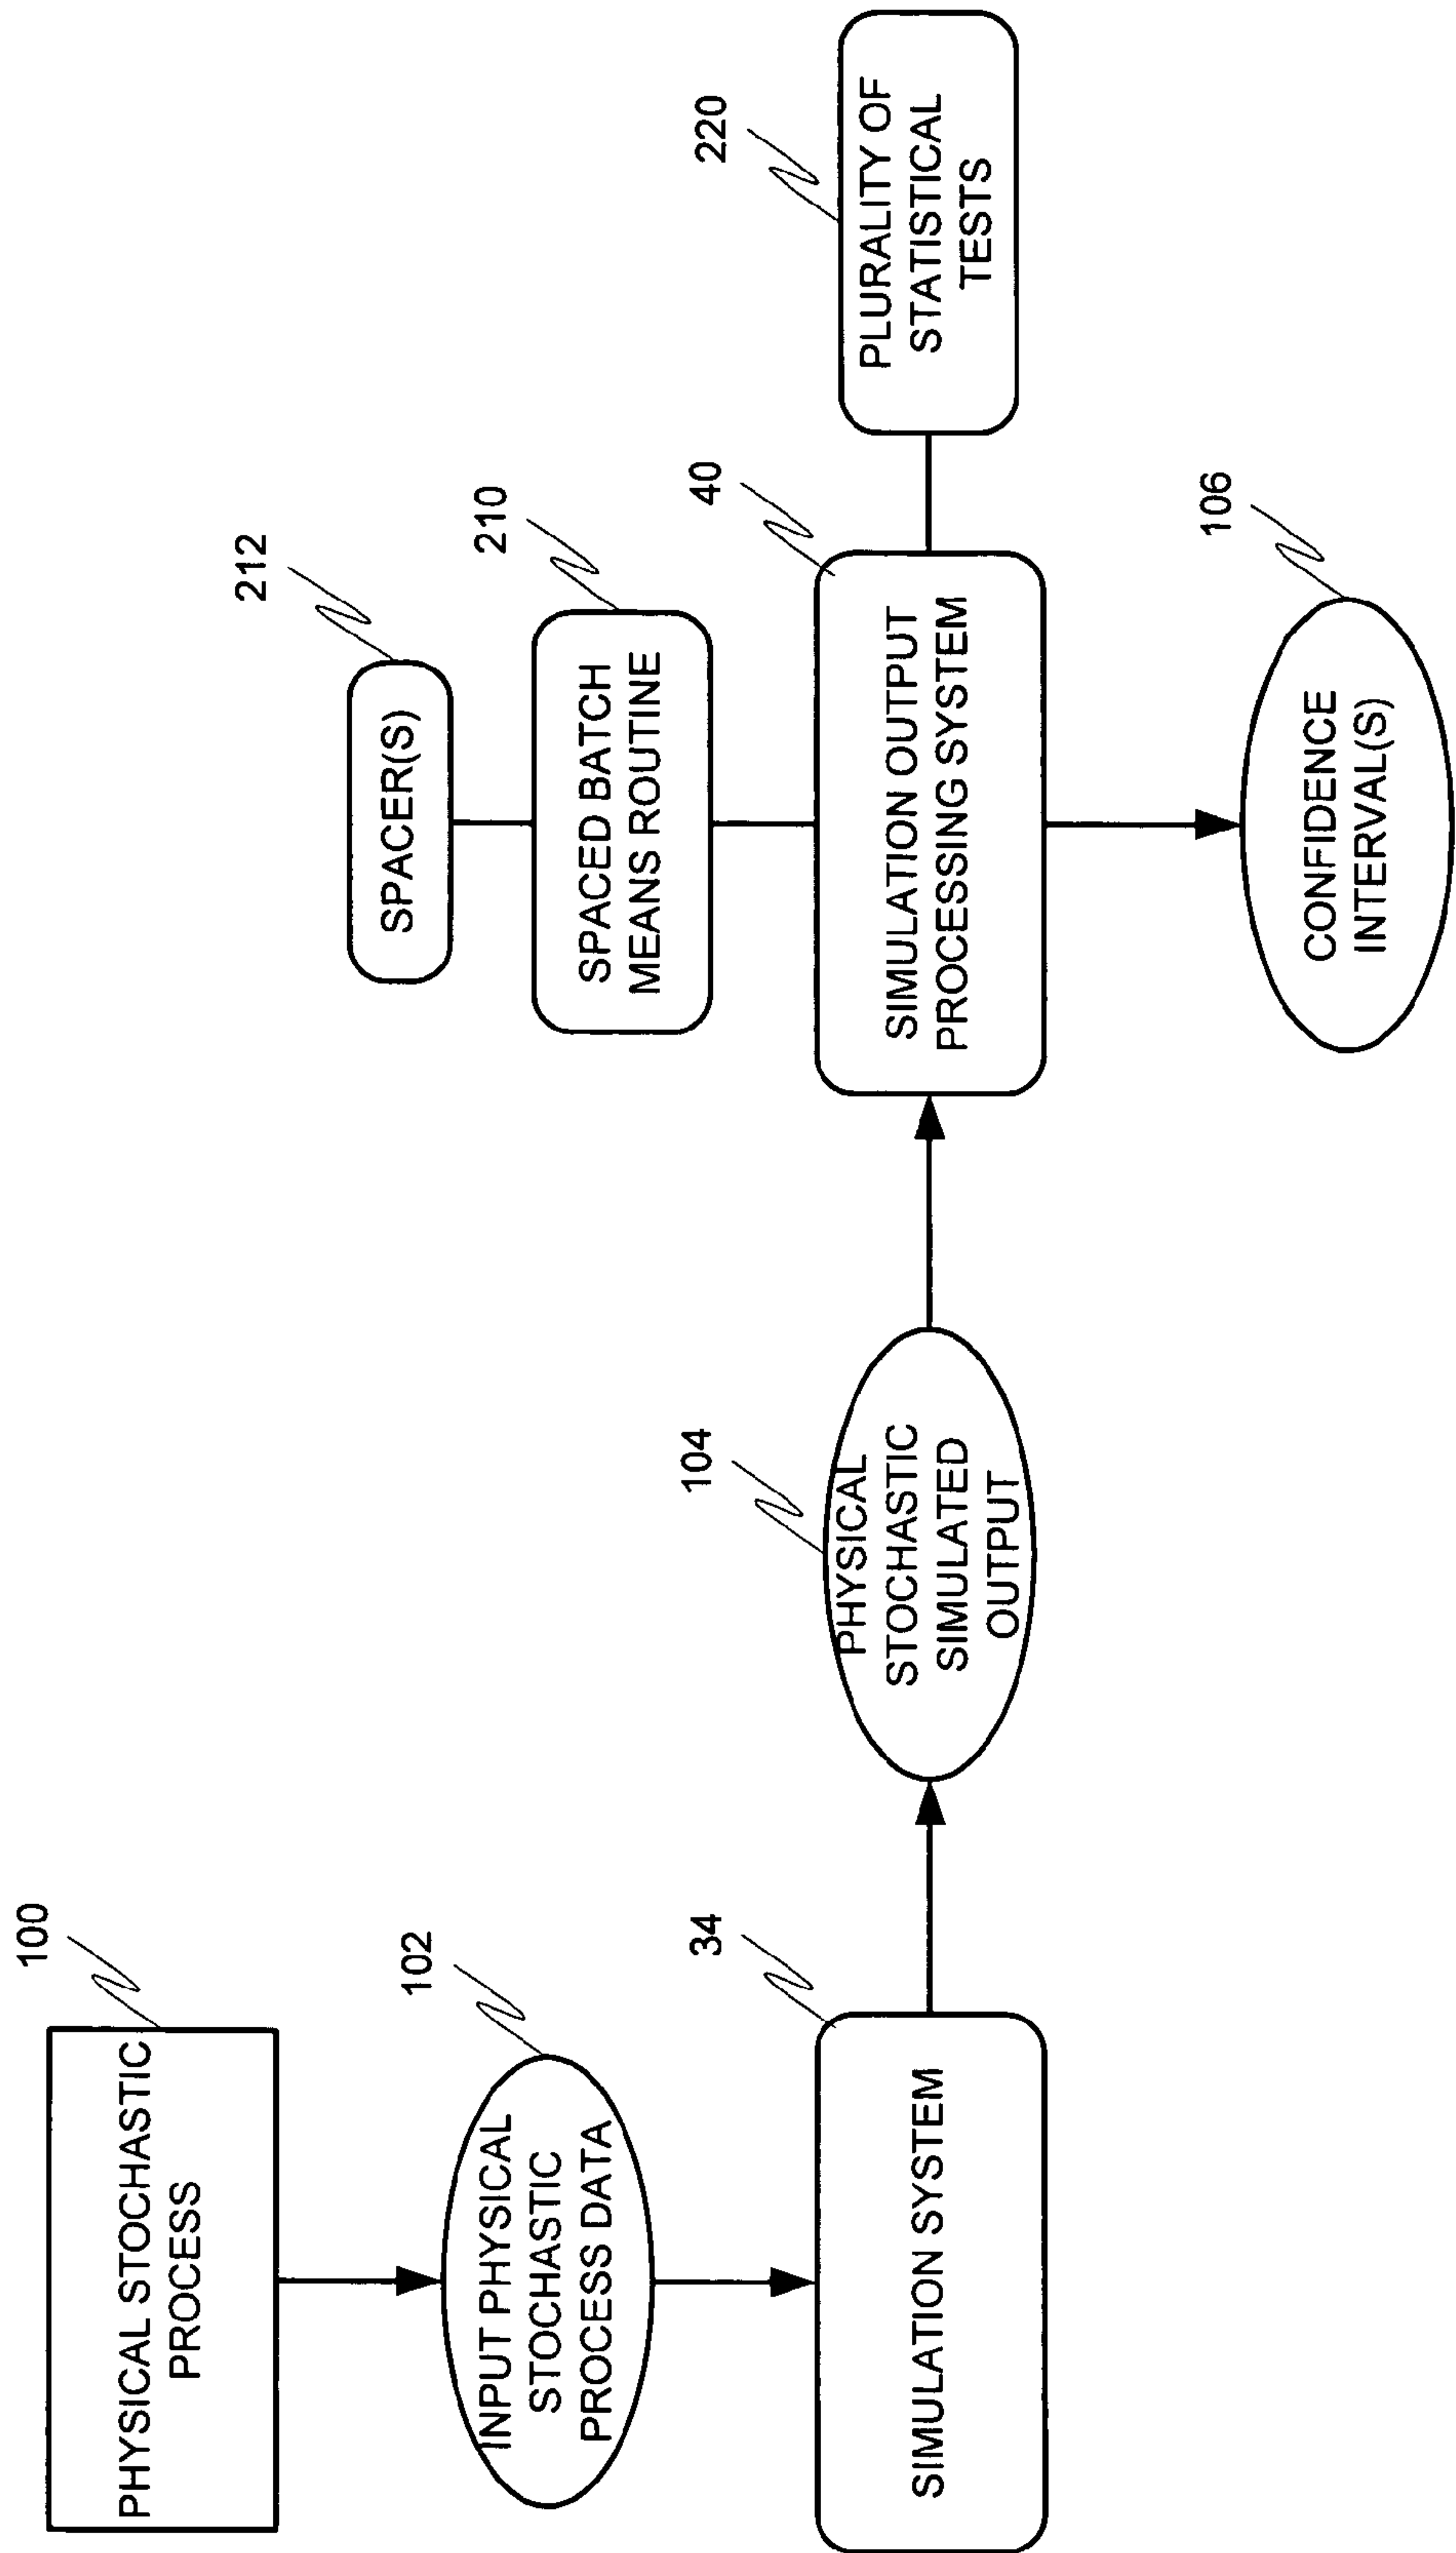 100
PHYSICAL STOCHASTIC
PROCESS
102
INPUT PHYSICAL
STOCHASTIC
PROCESS DATA
34
SIMULATION SYSTEM
104
PHYSICAL
STOCHASTIC
SIMULATED
OUTPUT
212
SPACER(S)
210
SPACED BATCH
MEANS ROUTINE
40
SIMULATION OUTPUT
PROCESSING SYSTEM
220
PLURALITY OF
STATISTICAL
TESTS
106
CONFIDENCE
INTERVAL(S)